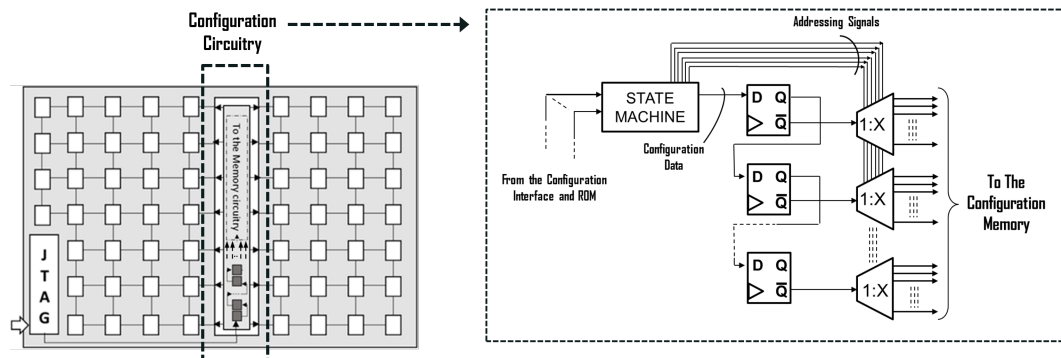 Configuration
Circuitry
To the Memory circuitry
J
T
A
G
Addressing Signals
STATE
MACHINE
Configuration
Data
From the Configuration
Interface and ROM
D Q
Q̅
1:X
D Q
Q̅
1:X
D Q
Q̅
1:X
To The
Configuration
Memory